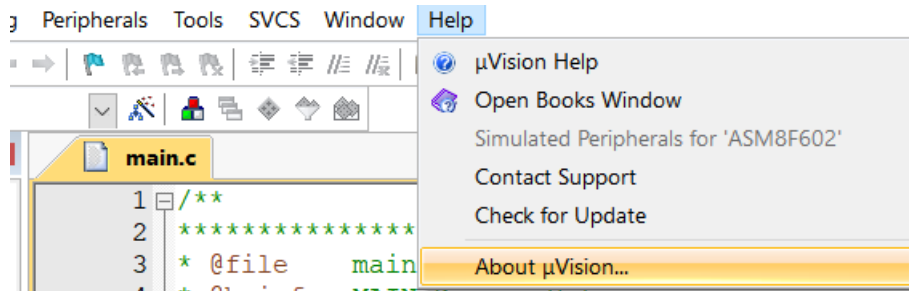 Peripherals Tools SVCS Window Help
µVision Help
Open Books Window
Simulated Peripherals for 'ASM8F602'
Contact Support
Check for Update
About µVision...
main.c
1 /**
2 ***************
3 * @file main